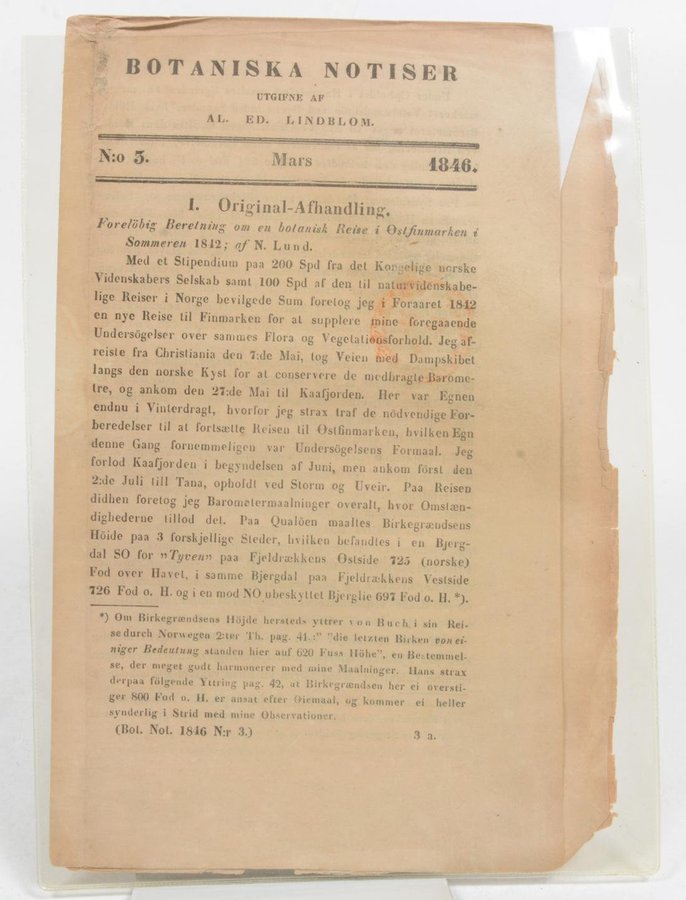 BOTANISKA NOTISER
UTGIFNE AF
AL. ED. LINDBLOM.
N:o 3. Mars 1846.
1. Original-Afhandling.
Forelöbig Beretning om en botanisk Reise i Ostfinmarken i
Sommeren 1842; af N. Lund.
Med et Stipendium paa 200 Spd fra det Kongelige norske
Videnskabers Selskab samt 100 Spd af den til naturvidenskabe-
lige Reiser i Norge bevilgede Sum foretog jeg i Foraaret 1842
en nye Reise til Finmarken for at supplere mine foregaaende
Undersögelser over sammes Flora og Vegetationsforhold. Jeg af-
reiste fra Christiania den 7:de Mai, tog Veien med Dampskibet
langs den norske Kyst for at conservere de medbragte Barome-
tre, og ankom den 27:de Mai til Kaafjorden. Her var Egnen
endnu i Vinterdragt, hvorfor jeg strax traf de nödvendige For-
beredelser til at fortsætte Reisen til Ostfinmarken, hvilken Egn
denne Gang fornemmeligen var Undersögelsens Formaal. Jeg
forlod Kaafjorden i begyndelsen af Juni, men ankom först den
2:de Juli till Tana, opholdt ved Storm og Uveir. Paa Reisen
didhen foretog jeg Barometermaalninger overalt, hvor Omstæn-
dighederne tillod det. Paa Qualöen maaltes Birkegrændsens
Höide paa 3 forskjellige Steder, hvilken befandtes i en Bjerg-
dal SO for "Tyven" paa Fjeldrækkens Ostside 725 (norske)
Fod over Havet, i samme Bjergdal paa Fjeldrækkens Vestside
726 Fod o. H. og i en mod NO ubeskyttet Bjerglie 697 Fod o. H. *).
*) Om Birkegrændsens Höjde hersteds yttrer von Buch i sin Rei-
se durch Norwegen 2:ter Th. pag. 41.:" "die letzten Birken von ei-
niger Bedeutung standen hier auf 620 Fuss Höhe", en Bestemmel-
se, der meget godt harmonerer med mine Maalninger. Hans strax
derpaa fölgende Yttring pag. 42, at Birkegrændsen her ei oversti-
ger 800 Fod o. H. er ansat efter Oiemaal, og kommer ei heller
synderlig i Strid med mine Observationer.
(Bot. Not. 1846 N:r 3.) 3 a.